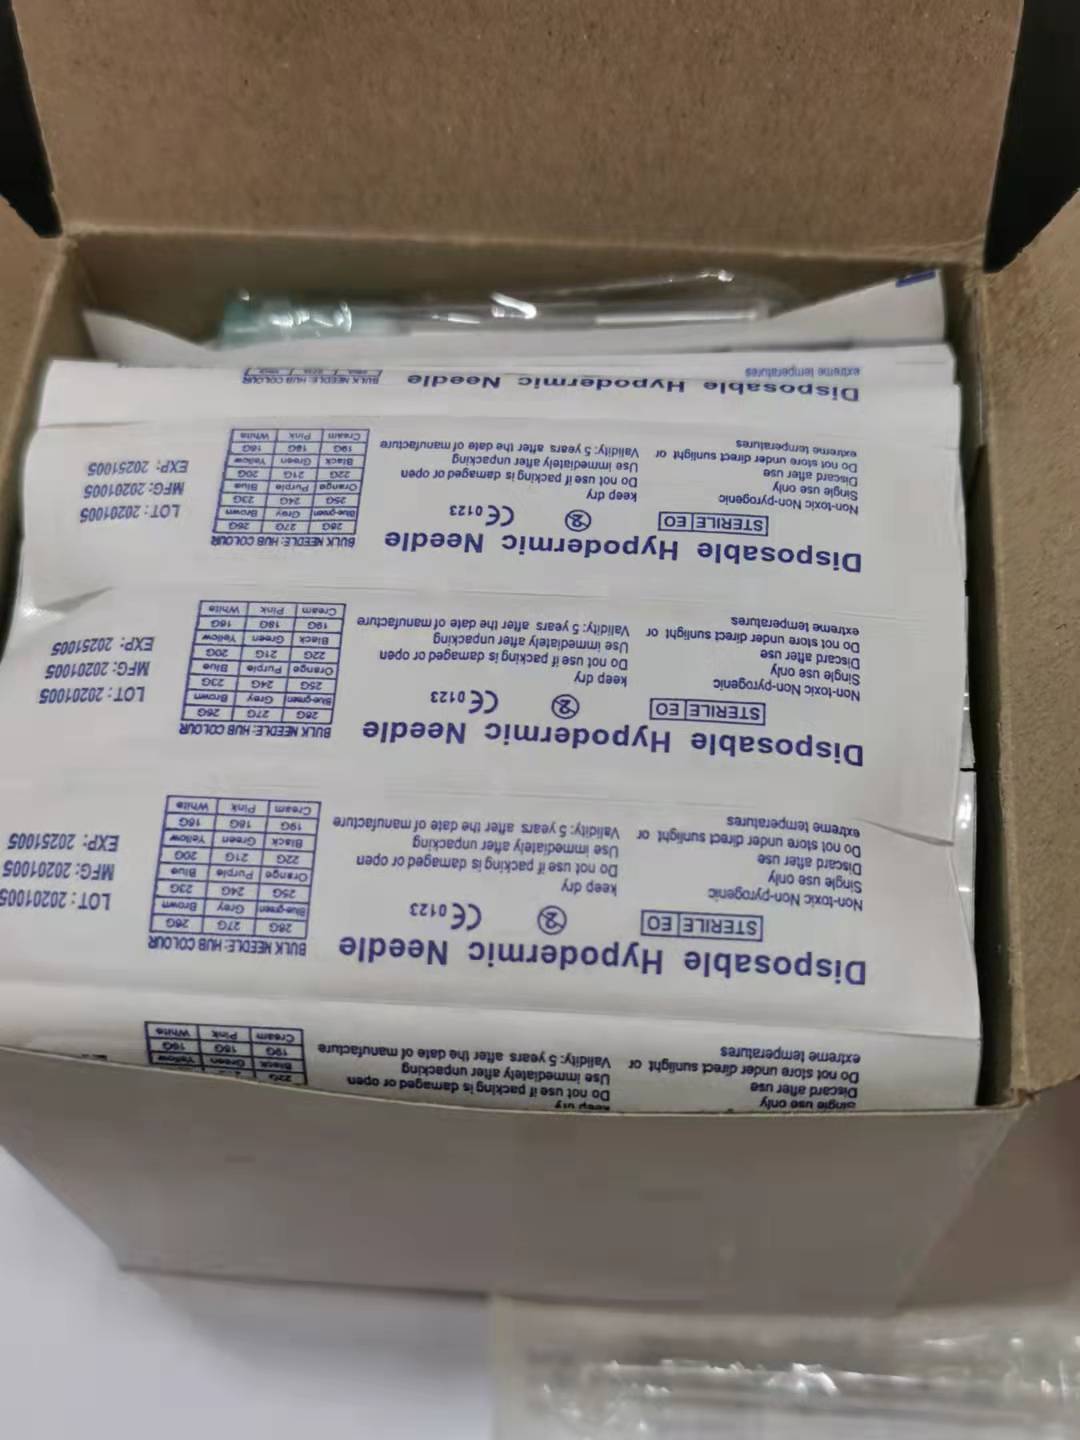 Single use only
keep dry
Discard after use
Do not use if packing is damaged or open
Do not store under direct sunlight or
Use immediately after unpacking
extreme temperatures
Validity: 5 years after the date of manufacture
22G
Black Green Yellow
19G 18G 16G
Cream Pink White
Disposable Hypodermic Needle
STERILE EO
CE 0123
Non-toxic Non-pyrogenic
Single use only
Discard after use
Do not store under direct sunlight or
extreme temperatures
keep dry
Do not use if packing is damaged or open
Use immediately after unpacking
Validity: 5 years after the date of manufacture
BULK NEEDLE: HUB COLOUR
28G 27G 26G
Blue-green Grey Brown
25G 24G 23G
Orange Purple Blue
22G 21G 20G
Black Green Yellow
19G 18G 16G
Cream Pink White
LOT: 20201005
MFG: 20201005
EXP: 20251005
Disposable Hypodermic Needle
STERILE EO
CE 0123
Non-toxic Non-pyrogenic
Single use only
Discard after use
Do not store under direct sunlight or
extreme temperatures
keep dry
Do not use if packing is damaged or open
Use immediately after unpacking
Validity: 5 years after the date of manufacture
BULK NEEDLE: HUB COLOUR
28G 27G 26G
Blue-green Grey Brown
25G 24G 23G
Orange Purple Blue
22G 21G 20G
Black Green Yellow
19G 18G 16G
Cream Pink White
LOT: 20201005
MFG: 20201005
EXP: 20251005
Disposable Hypodermic Needle
STERILE EO
CE 0123
Non-toxic Non-pyrogenic
Single use only
Discard after use
Do not store under direct sunlight or
extreme temperatures
keep dry
Do not use if packing is damaged or open
Use immediately after unpacking
Validity: 5 years after the date of manufacture
BULK NEEDLE: HUB COLOUR
28G 27G 26G
Blue-green Grey Brown
25G 24G 23G
Orange Purple Blue
22G 21G 20G
Black Green Yellow
19G 18G 16G
Cream Pink White
LOT: 20201005
MFG: 20201005
EXP: 20251005
Disposable Hypodermic Needle
BULK NEEDLE: HUB COLOUR
extreme temperatures